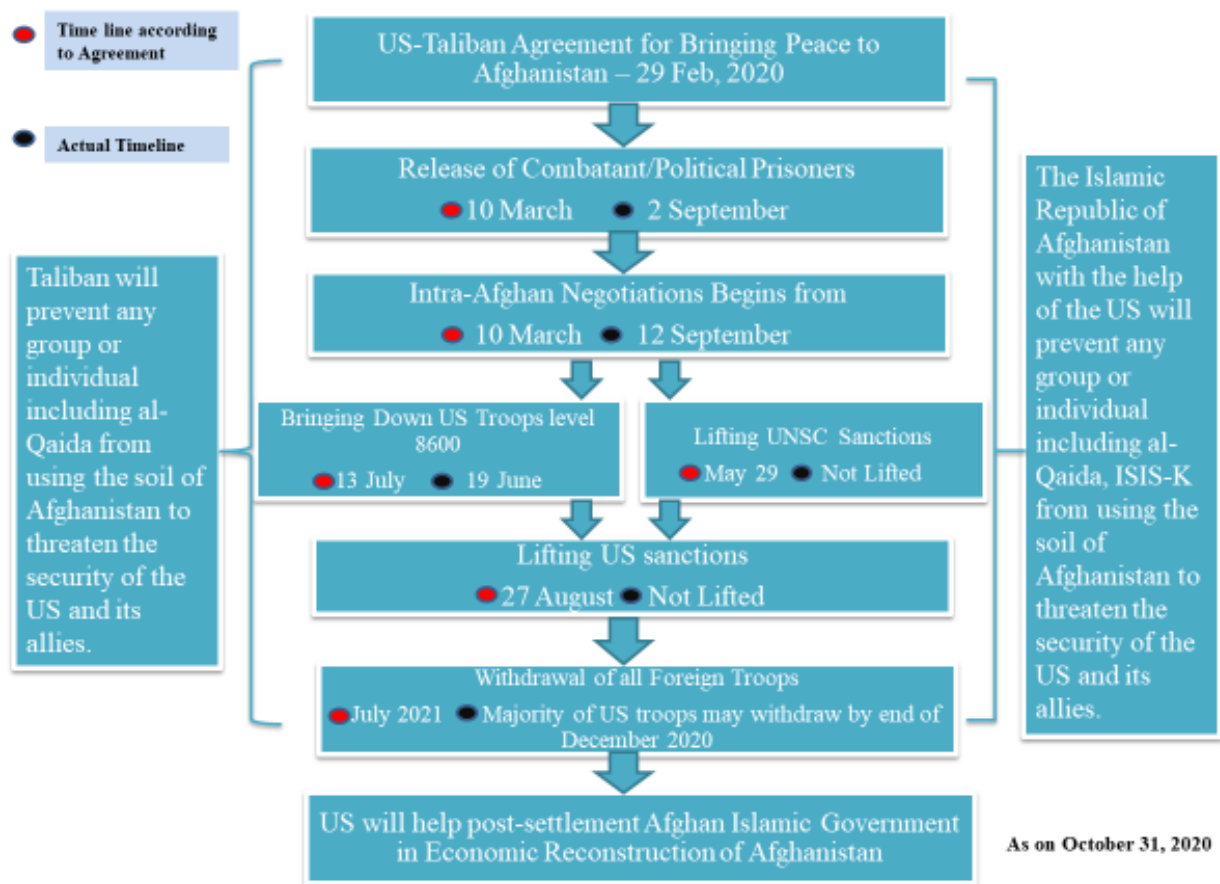 Time line according
to Agreement
Actual Timeline
US-Taliban Agreement for Bringing Peace to
Afghanistan – 29 Feb, 2020
Release of Combatant/Political Prisoners
10 March 2 September
Intra-Afghan Negotiations Begins from
10 March 12 September
Bringing Down US Troops level
8600
13 July 19 June
Lifting UNSC Sanctions
May 29 Not Lifted
Lifting US sanctions
27 August Not Lifted
Withdrawal of all Foreign Troops
July 2021 Majority of US troops may withdraw by end of
December 2020
US will help post-settlement Afghan Islamic Government
in Economic Reconstruction of Afghanistan
Taliban will
prevent any
group or
individual
including al-
Qaida from
using the soil of
Afghanistan to
threaten the
security of the
US and its
allies.
The Islamic
Republic of
Afghanistan
with the help
of the US will
prevent any
group or
individual
including al-
Qaida, ISIS-K
from using the
soil of
Afghanistan to
threaten the
security of the
US and its
allies.
As on October 31, 2020